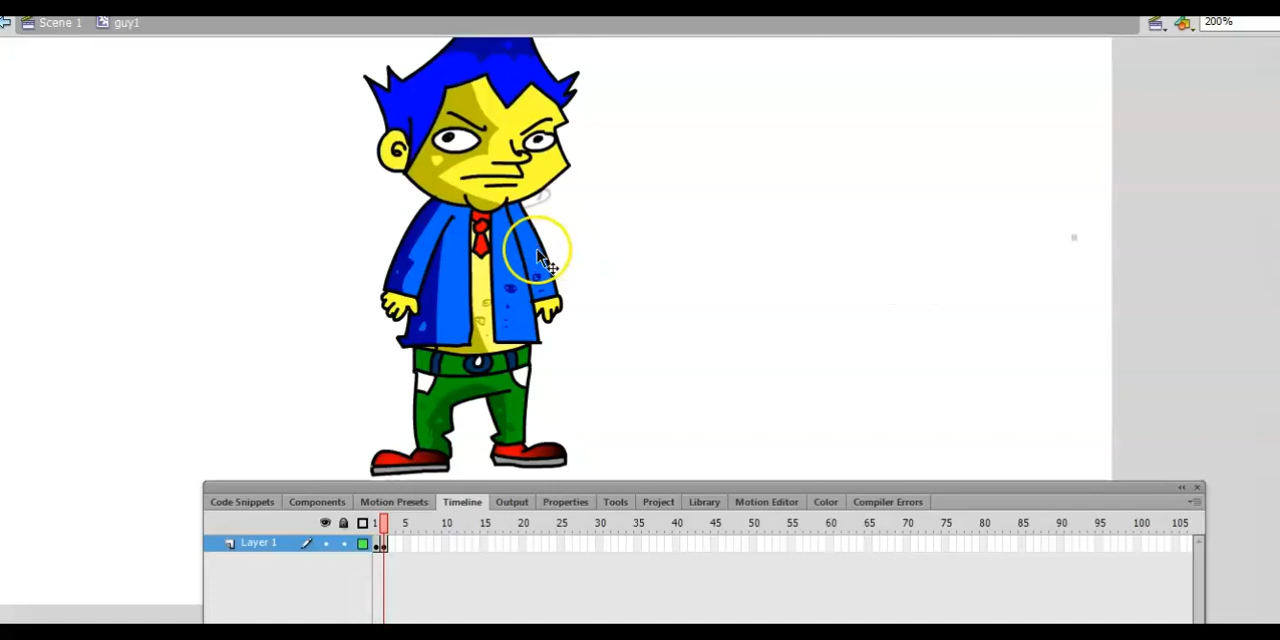 Scene 1 guy1 200%
Code Snippets Components Motion Presets Timeline Output Properties Tools Project Library Motion Editor Color Compiler Errors
1 5 10 15 20 25 30 35 40 45 50 55 60 65 70 75 80 85 90 95 100 105
Layer 1